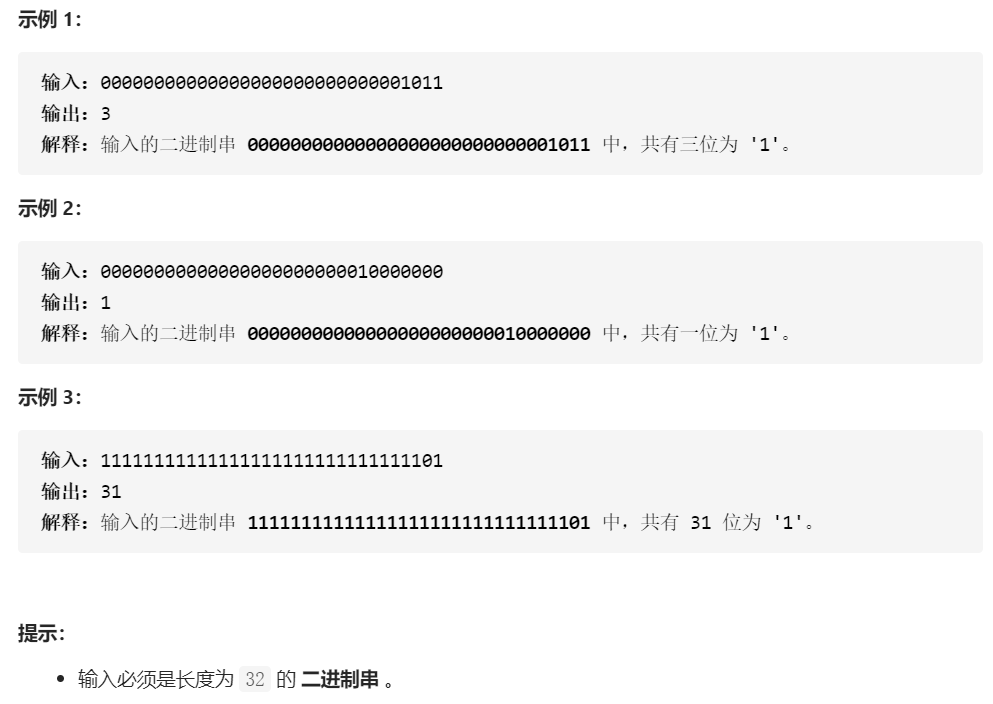 示例 1：
输入：00000000000000000000000000001011
输出：3
解释：输入的二进制串 00000000000000000000000000001011 中，共有三位为 '1'。
示例 2：
输入：00000000000000000000000010000000
输出：1
解释：输入的二进制串 00000000000000000000000010000000 中，共有一位为 '1'。
示例 3：
输入：11111111111111111111111111111101
输出：31
解释：输入的二进制串 11111111111111111111111111111101 中，共有 31 位为 '1'。
提示：
• 输入必须是长度为 32 的 二进制串 。